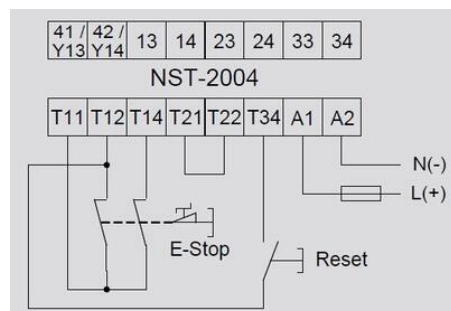 41 / Y13 42 / Y14 13 14 23 24 33 34
NST-2004
T11 T12 T14 T21 T22 T34 A1 A2
N(-)
L(+)
E-Stop
Reset